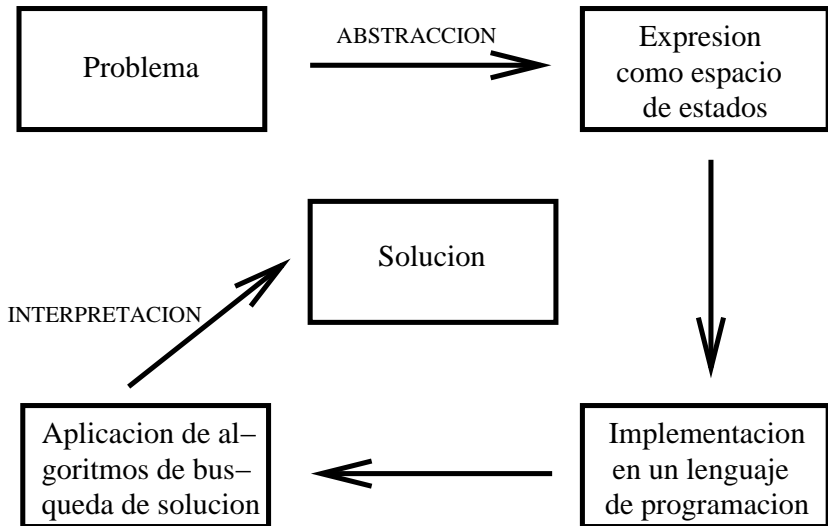 Problema
ABSTRACCION
Expresion
como espacio
de estados
Solucion
INTERPRETACION
Aplicacion de al–
goritmos de bus–
queda de solucion
Implementacion
en un lenguaje
de programacion